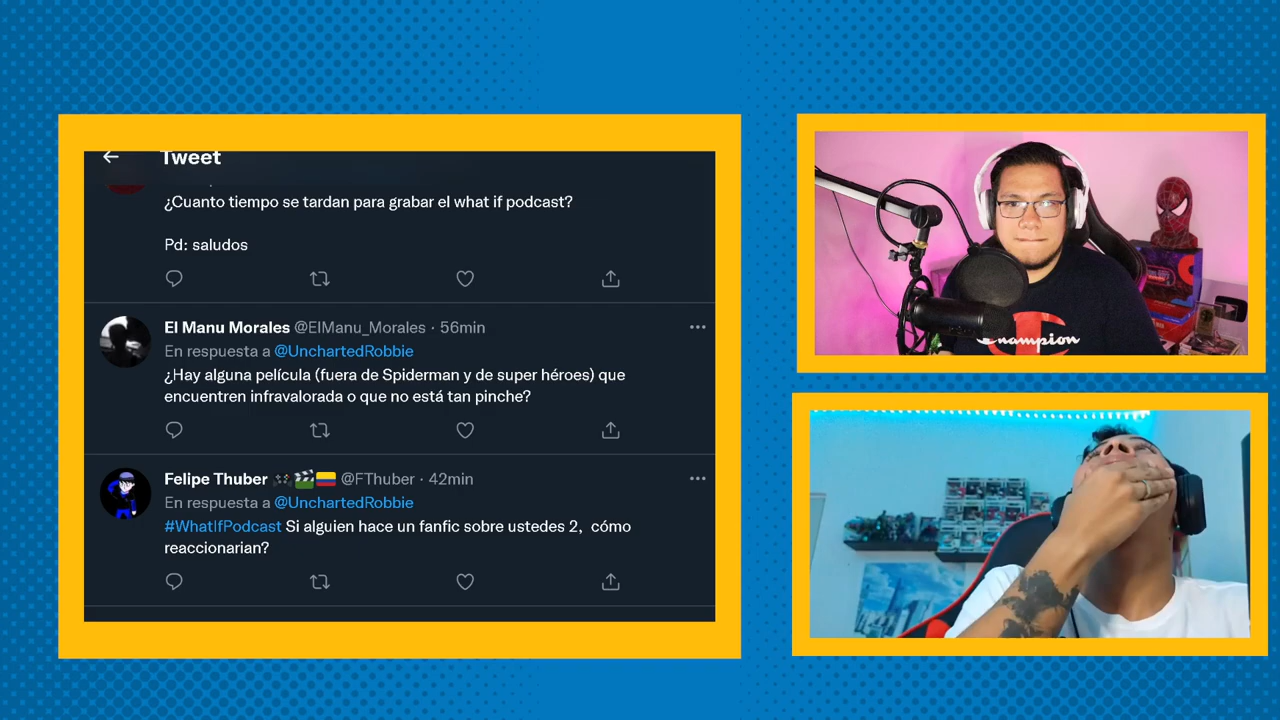 Tweet
¿Cuanto tiempo se tardan para grabar el what if podcast?
Pd: saludos
El Manu Morales @ElManu_Morales · 56min
En respuesta a @UnchartedRobbie
¿Hay alguna película (fuera de Spiderman y de super héroes) que
encuentren infravalorada o que no está tan pinche?
Felipe Thuber 🎮🎬🇨🇴 @FThuber · 42min
En respuesta a @UnchartedRobbie
#WhatIfPodcast Si alguien hace un fanfic sobre ustedes 2, cómo
reaccionarian?
Champion